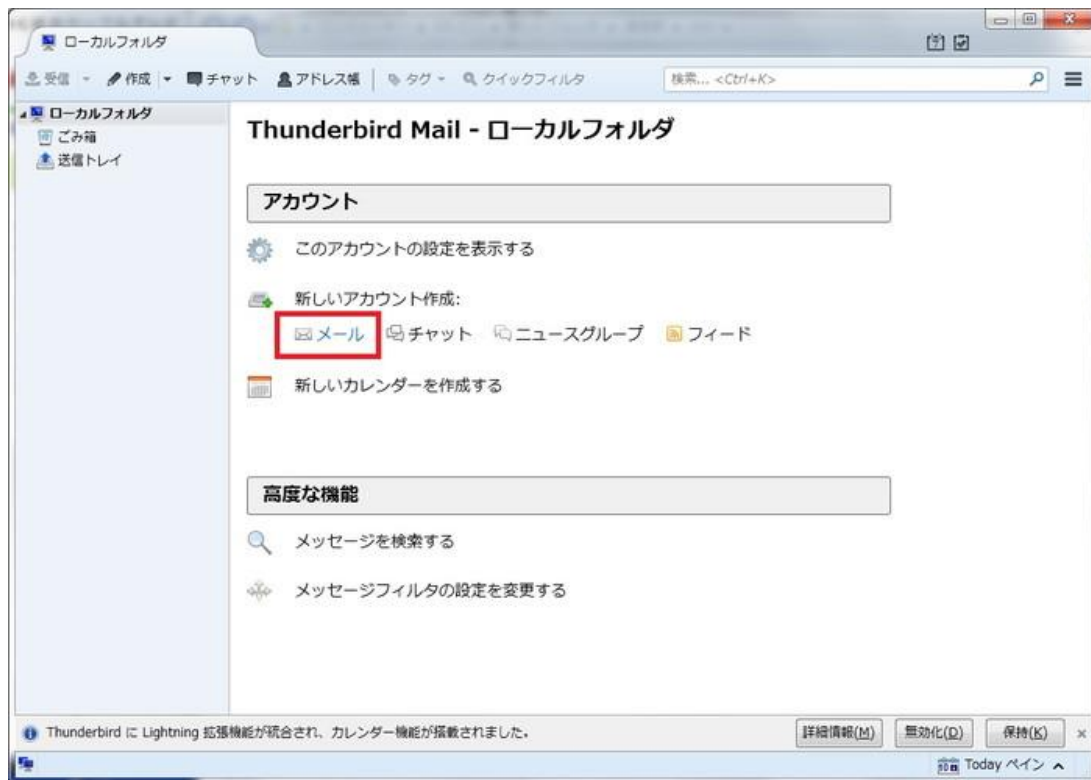 ローカルフォルダ
受信 作成 チャット アドレス帳 タグ クイックフィルタ 検索... <Ctrl+K>
ローカルフォルダ
ごみ箱
送信トレイ
Thunderbird Mail - ローカルフォルダ
アカウント
このアカウントの設定を表示する
新しいアカウント作成:
メール チャット ニュースグループ フィード
新しいカレンダーを作成する
高度な機能
メッセージを検索する
メッセージフィルタの設定を変更する
Thunderbird に Lightning 拡張機能が統合され、カレンダー機能が搭載されました。 詳細情報(M) 無効化(D) 保持(K)
Today ペイン